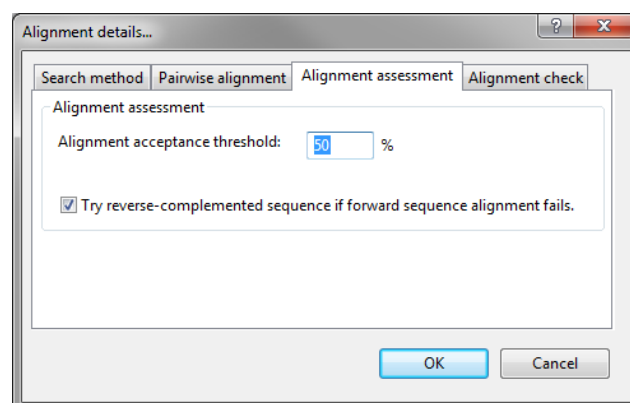 Alignment details...
Search method Pairwise alignment Alignment assessment Alignment check
Alignment assessment
Alignment acceptance threshold: 50 %
Try reverse-complemented sequence if forward sequence alignment fails.
OK Cancel